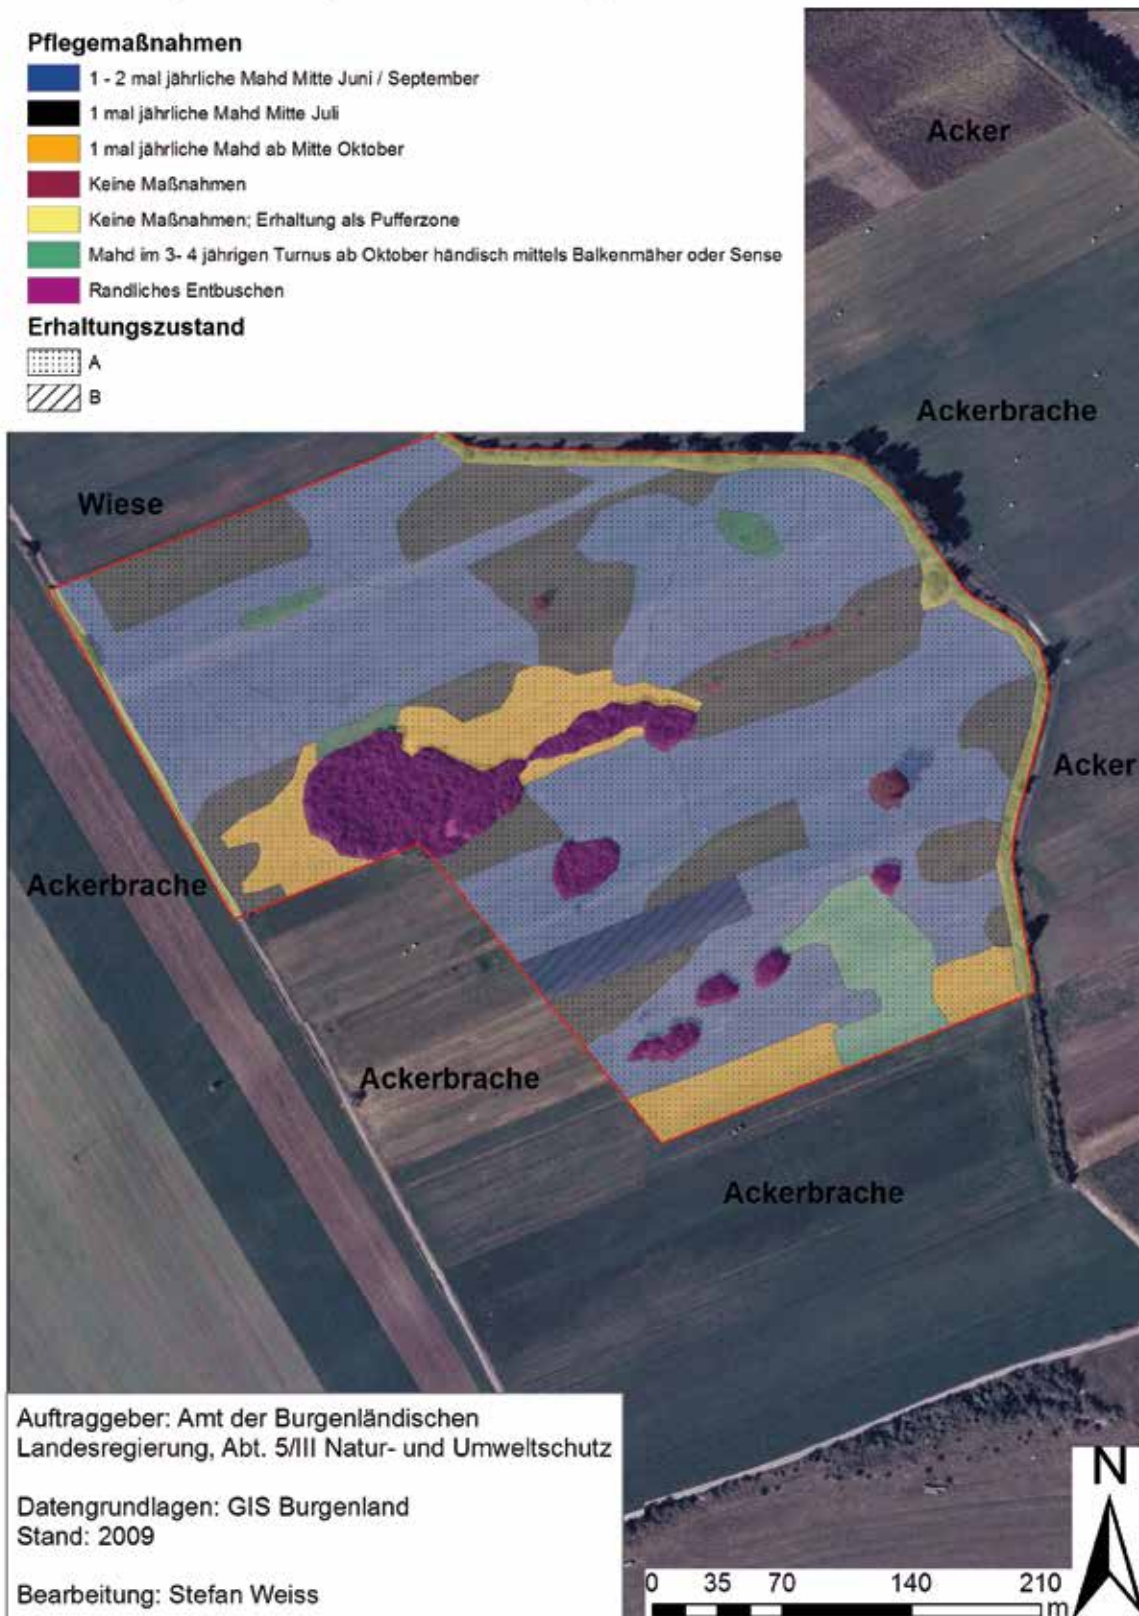 Pflegemaßnahmen
1 - 2 mal jährliche Mahd Mitte Juni / September
1 mal jährliche Mahd Mitte Juli
1 mal jährliche Mahd ab Mitte Oktober
Keine Maßnahmen
Keine Maßnahmen; Erhaltung als Pufferzone
Mahd im 3- 4 jährigen Turnus ab Oktober händisch mittels Balkenmäher oder Sense
Randliches Entbuschen
Erhaltungszustand
A
B
Acker
Ackerbrache
Wiese
Acker
Ackerbrache
Ackerbrache
Ackerbrache
Auftraggeber: Amt der Burgenländischen
Landesregierung, Abt. 5/III Natur- und Umweltschutz
Datengrundlagen: GIS Burgenland
Stand: 2009
Bearbeitung: Stefan Weiss
N
0 35 70 140 210
m